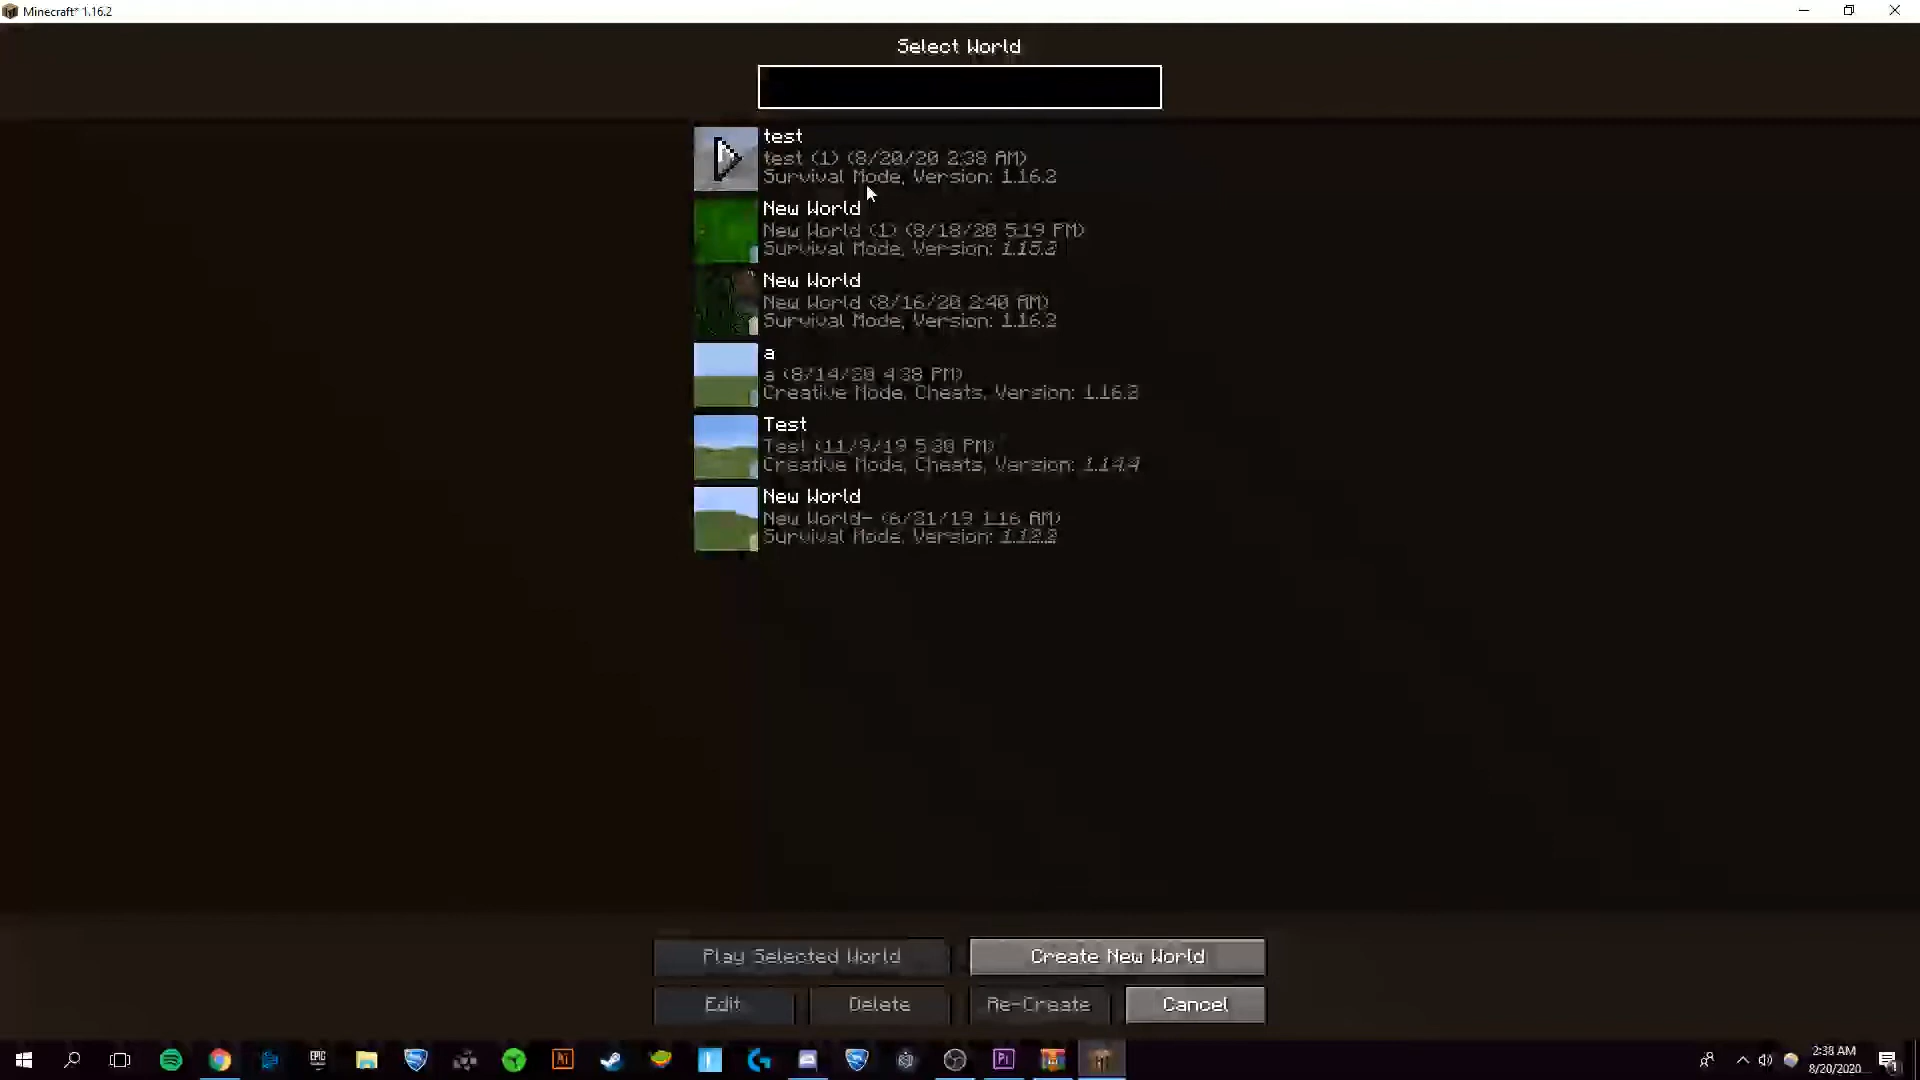 Minecraft* 1.16.2
Select World
test
test (1) (8/20/20 2:38 AM)
Survival Mode, Version: 1.16.2
New World
New World (1) (8/18/20 5:19 PM)
Survival Mode, Version: 1.15.2
New World
New World (8/16/20 2:40 AM)
Survival Mode, Version: 1.16.2
a
a (8/14/20 4:38 PM)
Creative Mode, Cheats, Version: 1.16.2
Test
Test (11/9/19 5:30 PM)
Creative Mode, Cheats, Version: 1.14.4
New World
New World- (6/21/19 1:16 AM)
Survival Mode, Version: 1.12.2
Play Selected World
Create New World
Edit
Delete
Re-Create
Cancel
EPIC
Ai
Pr
2:38 AM
8/20/2020
1